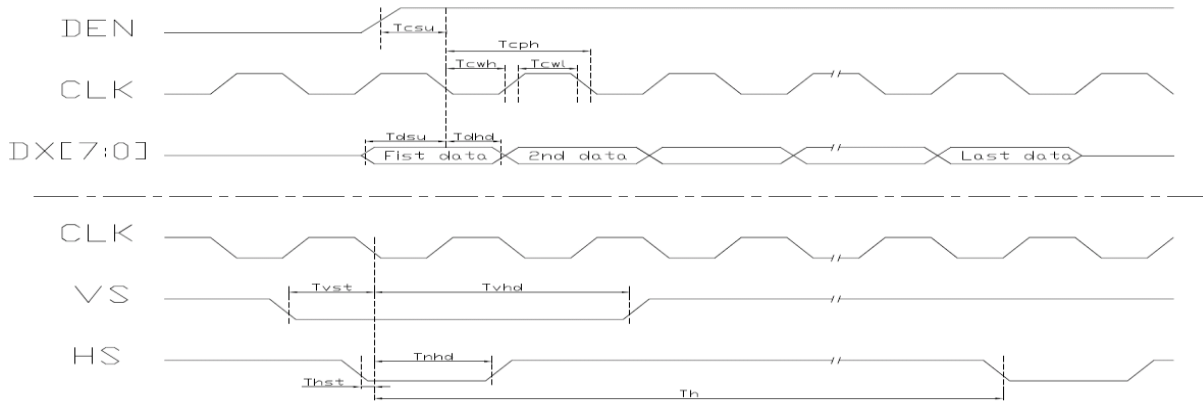 DEN
Tcsu
Tcph
CLK
Tcwh Tcwl
Tdsu Tdhd
DX[7:0]
Fist data 2nd data Last data
CLK
VS
Tvst Tvhd
HS
Tnhd
Thst
Th